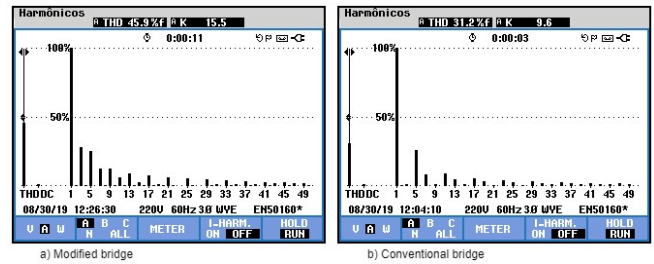 Harmônicos
A THD 45.9%f A K 15.5
0:00:11
100%
50%
THDDC 1 5 9 13 17 21 25 29 33 37 41 45 49
08/30/19 12:26:30 220V 60Hz 3Ø WYE EN50160*
V A W A B C N ALL METER I-HARM. ON OFF HOLD RUN
a) Modified bridge
Harmônicos
A THD 31.2%f A K 9.6
0:00:03
P
100%
50%
THDDC 1 5 9 13 17 21 25 29 33 37 41 45 49
08/30/19 12:04:10 220V 60Hz 3Ø WYE EN50160*
V A W A B C N ALL METER I-HARM. ON OFF HOLD RUN
b) Conventional bridge